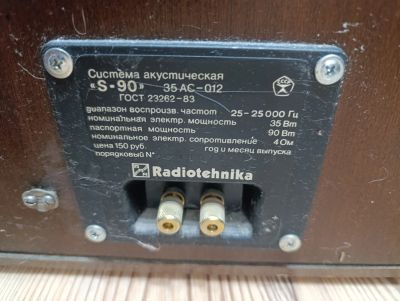 Система акустическая
«S-90» 35 АС-012
СССР
ГОСТ 23262-83
диапазон воспроизв. частот 25-25 000 Гц
номинальная электр. мощность 35 Вт
паспортная мощность 90 Вт
номинальное электр. сопротивление 4 Ом
цена 150 руб. год и месяц выпуска
порядковый N°
Radiotehnika